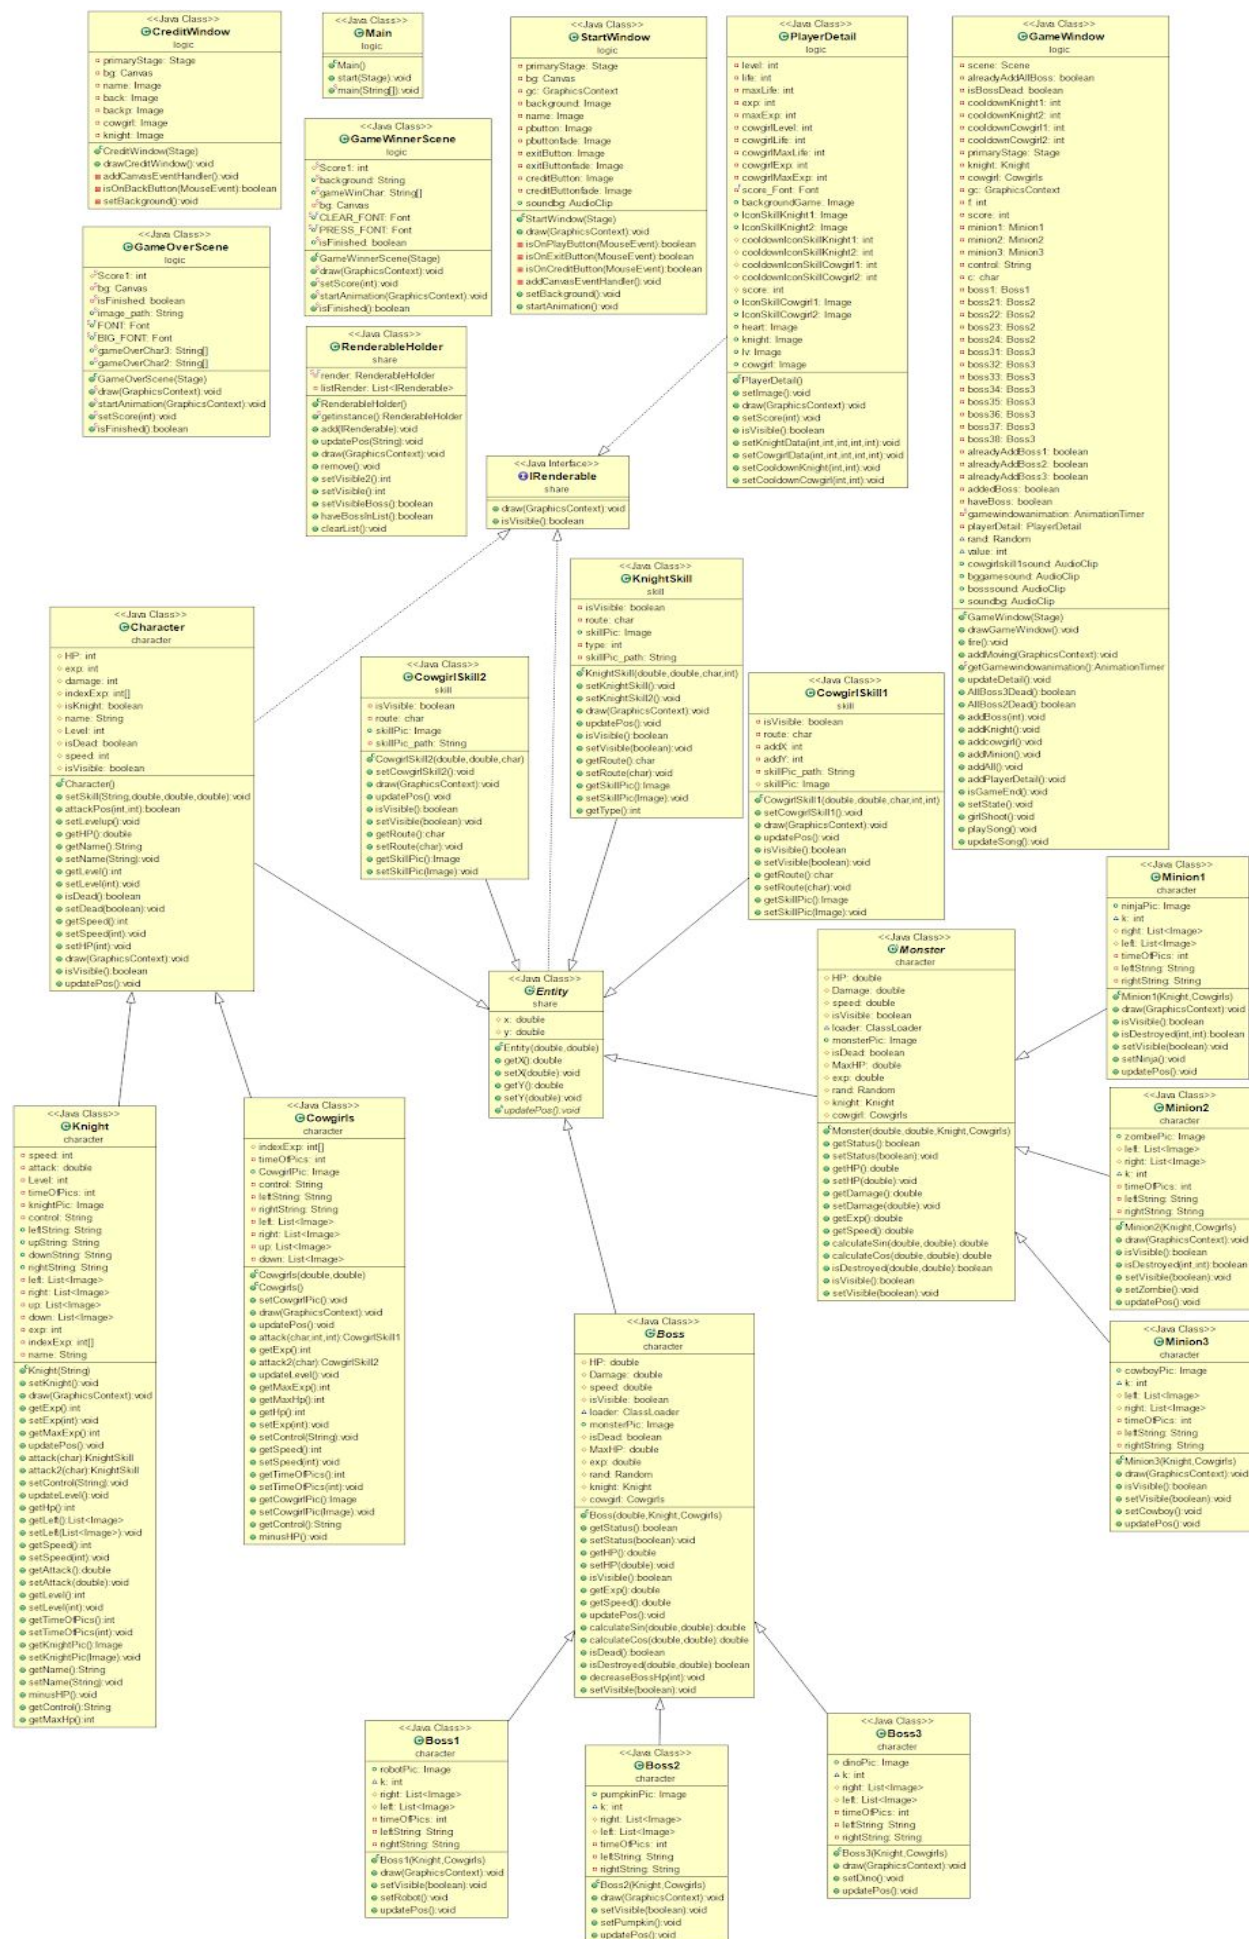 <<Java Class>>
CreditWindow
logic
primaryStage: Stage
bg: Canvas
name: Image
back: Image
backp: Image
cowgirl: Image
knight: Image
CreditWindow(Stage)
drawCreditWindow():void
addCanvasEventHandler():void
isOnBackButton(MouseEvent):boolean
setBackground():void
<<Java Class>>
Main
logic
Main()
start(Stage):void
main(String[]):void
<<Java Class>>
GameWinnerScene
logic
Score1: int
background: String
gameWinChar: String[]
bg: Canvas
CLEAR_FONT: Font
PRESS_FONT: Font
isFinished: boolean
GameWinnerScene(Stage)
draw(GraphicsContext):void
setScore(int):void
startAnimation(GraphicsContext):void
isFinished():boolean
<<Java Class>>
StartWindow
logic
primaryStage: Stage
bg: Canvas
gc: GraphicsContext
background: Image
name: Image
pbutton: Image
pbuttonfade: Image
exitButton: Image
exitButtonfade: Image
creditButton: Image
creditButtonfade: Image
soundbg: AudioClip
StartWindow(Stage)
draw(GraphicsContext):void
isOnPlayButton(MouseEvent):boolean
isOnExitButton(MouseEvent):boolean
isOnCreditButton(MouseEvent):boolean
addCanvasEventHandler():void
setBackground():void
startAnimation():void
<<Java Class>>
PlayerDetail
logic
level: int
life: int
maxLife: int
exp: int
maxExp: int
cowgirlLevel: int
cowgirlLife: int
cowgirlMaxLife: int
cowgirlExp: int
cowgirlMaxExp: int
score_Font: Font
backgroundGame: Image
IconSkillKnight1: Image
IconSkillKnight2: Image
cooldownIconSkillKnight1: int
cooldownIconSkillKnight2: int
cooldownIconSkillCowgirl1: int
cooldownIconSkillCowgirl2: int
score: int
IconSkillCowgirl1: Image
IconSkillCowgirl2: Image
heart: Image
knight: Image
lv: Image
cowgirl: Image
PlayerDetail()
setImage():void
draw(GraphicsContext):void
setScore(int):void
isVisible():boolean
setKnightData(int,int,int,int,int):void
setCowgirlData(int,int,int,int,int):void
setCooldownKnight(int,int):void
setCooldownCowgirl(int,int):void
<<Java Class>>
GameWindow
logic
scene: Scene
alreadyAddAllBoss: boolean
isBossDead: boolean
cooldownKnight1: int
cooldownKnight2: int
cooldownCowgirl1: int
cooldownCowgirl2: int
primaryStage: Stage
knight: Knight
cowgirl: Cowgirls
gc: GraphicsContext
f: int
score: int
minion1: Minion1
minion2: Minion2
minion3: Minion3
control: String
c: char
boss1: Boss1
boss21: Boss2
boss22: Boss2
boss23: Boss2
boss24: Boss2
boss31: Boss3
boss32: Boss3
boss33: Boss3
boss34: Boss3
boss35: Boss3
boss36: Boss3
boss37: Boss3
boss38: Boss3
alreadyAddBoss1: boolean
alreadyAddBoss2: boolean
alreadyAddBoss3: boolean
addedBoss: boolean
haveBoss: boolean
gamewindowanimation: AnimationTimer
playerDetail: PlayerDetail
rand: Random
value: int
cowgirlskill1sound: AudioClip
bggamesound: AudioClip
bosssound: AudioClip
soundbg: AudioClip
GameWindow(Stage)
drawGameWindow():void
fire():void
addMoving(GraphicsContext):void
getGamewindowanimation():AnimationTimer
updateDetail():void
AllBoss3Dead():boolean
AllBoss2Dead():boolean
addBoss(int):void
addKnight():void
addcowgirl():void
addMinion():void
addAll():void
addPlayerDetail():void
isGameEnd():void
setState():void
girlShoot():void
playSong():void
updateSong():void
<<Java Class>>
GameOverScene
logic
Score1: int
bg: Canvas
isFinished: boolean
image_path: String
FONT: Font
BIG_FONT: Font
gameOverChar3: String[]
gameOverChar2: String[]
GameOverScene(Stage)
draw(GraphicsContext):void
startAnimation(GraphicsContext):void
setScore(int):void
isFinished():boolean
<<Java Class>>
RenderableHolder
share
render: RenderableHolder
listRender: List<IRenderable>
RenderableHolder()
getinstance():RenderableHolder
add(IRenderable):void
updatePos(String):void
draw(GraphicsContext):void
remove():void
setVisible2():int
setVisible():int
setVisibleBoss():boolean
haveBossInList():boolean
clearList():void
<<Java Interface>>
IRenderable
share
draw(GraphicsContext):void
isVisible():boolean
<<Java Class>>
Character
character
HP: int
exp: int
damage: int
indexExp: int[]
isKnight: boolean
name: String
Level: int
isDead: boolean
speed: int
isVisible: boolean
Character()
setSkill(String,double,double,double):void
attackPos(int,int):boolean
setLevelup():void
getHP():double
getName():String
setName(String):void
getLevel():int
setLevel(int):void
isDead():boolean
setDead(boolean):void
getSpeed():int
setSpeed(int):void
setHP(int):void
draw(GraphicsContext):void
isVisible():boolean
updatePos():void
<<Java Class>>
CowgirlSkill2
skill
isVisible: boolean
route: char
skillPic: Image
skillPic_path: String
CowgirlSkill2(double,double,char)
setCowgirlSkill2():void
draw(GraphicsContext):void
updatePos():void
isVisible():boolean
setVisible(boolean):void
getRoute():char
setRoute(char):void
getSkillPic():Image
setSkillPic(Image):void
<<Java Class>>
KnightSkill
skill
isVisible: boolean
route: char
skillPic: Image
type: int
skillPic_path: String
KnightSkill(double,double,char,int)
setKnightSkill():void
setKnightSkill2():void
draw(GraphicsContext):void
updatePos():void
isVisible():boolean
setVisible(boolean):void
getRoute():char
setRoute(char):void
getSkillPic():Image
setSkillPic(Image):void
getType():int
<<Java Class>>
CowgirlSkill1
skill
isVisible: boolean
route: char
addX: int
addY: int
skillPic_path: String
skillPic: Image
CowgirlSkill1(double,double,char,int,int)
setCowgirlSkill1():void
draw(GraphicsContext):void
updatePos():void
isVisible():boolean
setVisible(boolean):void
getRoute():char
setRoute(char):void
getSkillPic():Image
setSkillPic(Image):void
<<Java Class>>
Entity
share
x: double
y: double
Entity(double,double)
getX():double
setX(double):void
getY():double
setY(double):void
updatePos():void
<<Java Class>>
Monster
character
HP: double
Damage: double
speed: double
isVisible: boolean
loader: ClassLoader
monsterPic: Image
isDead: boolean
MaxHP: double
exp: double
rand: Random
knight: Knight
cowgirl: Cowgirls
Monster(double,double,Knight,Cowgirls)
getStatus():boolean
setStatus(boolean):void
getHP():double
setHP(double):void
getDamage():double
setDamage(double):void
getExp():double
getSpeed():double
calculateSin(double,double):double
calculateCos(double,double):double
isDestroyed(double,double):boolean
isVisible():boolean
setVisible(boolean):void
<<Java Class>>
Minion1
character
ninjaPic: Image
k: int
right: List<Image>
left: List<Image>
timeOfPics: int
leftString: String
rightString: String
Minion1(Knight,Cowgirls)
draw(GraphicsContext):void
isVisible():boolean
isDestroyed(int,int):boolean
setVisible(boolean):void
setNinja():void
updatePos():void
<<Java Class>>
Minion2
character
zombiePic: Image
left: List<Image>
right: List<Image>
k: int
timeOfPics: int
leftString: String
rightString: String
Minion2(Knight,Cowgirls)
draw(GraphicsContext):void
isVisible():boolean
isDestroyed(int,int):boolean
setVisible(boolean):void
setZombie():void
updatePos():void
<<Java Class>>
Minion3
character
cowboyPic: Image
k: int
left: List<Image>
right: List<Image>
timeOfPics: int
leftString: String
rightString: String
Minion3(Knight,Cowgirls)
draw(GraphicsContext):void
isVisible():boolean
setVisible(boolean):void
setCowboy():void
updatePos():void
<<Java Class>>
Knight
character
speed: int
attack: double
Level: int
timeOfPics: int
knightPic: Image
control: String
leftString: String
upString: String
downString: String
rightString: String
left: List<Image>
right: List<Image>
up: List<Image>
down: List<Image>
exp: int
indexExp: int[]
name: String
Knight(String)
setKnight():void
draw(GraphicsContext):void
getExp():int
setExp(int):void
getMaxExp():int
updatePos():void
attack(char):KnightSkill
attack2(char):KnightSkill
setControl(String):void
updateLevel():void
getHp():int
getLeft():List<Image>
setLeft(List<Image>):void
getSpeed():int
setSpeed(int):void
getAttack():double
setAttack(double):void
getLevel():int
setLevel(int):void
getTimeOfPics():int
setTimeOfPics(int):void
getKnightPic():Image
setKnightPic(Image):void
getName():String
setName(String):void
minusHP():void
getControl():String
getMaxHp():int
<<Java Class>>
Cowgirls
character
indexExp: int[]
timeOfPics: int
CowgirlPic: Image
control: String
leftString: String
rightString: String
left: List<Image>
right: List<Image>
up: List<Image>
down: List<Image>
Cowgirls(double,double)
Cowgirls()
setCowgirlPic():void
draw(GraphicsContext):void
updatePos():void
attack(char,int,int):CowgirlSkill1
getExp():int
attack2(char):CowgirlSkill2
updateLevel():void
getMaxExp():int
getMaxHp():int
getHp():int
setExp(int):void
setControl(String):void
getSpeed():int
setSpeed(int):void
getTimeOfPics():int
setTimeOfPics(int):void
getCowgirlPic():Image
setCowgirlPic(Image):void
getControl():String
minusHP():void
<<Java Class>>
Boss
character
HP: double
Damage: double
speed: double
isVisible: boolean
loader: ClassLoader
monsterPic: Image
isDead: boolean
MaxHP: double
exp: double
rand: Random
knight: Knight
cowgirl: Cowgirls
Boss(double,Knight,Cowgirls)
getStatus():boolean
setStatus(boolean):void
getHP():double
setHP(double):void
isVisible():boolean
getExp():double
getSpeed():double
updatePos():void
calculateSin(double,double):double
calculateCos(double,double):double
isDead():boolean
isDestroyed(double,double):boolean
decreaseBossHp(int):void
setVisible(boolean):void
<<Java Class>>
Boss1
character
robotPic: Image
k: int
right: List<Image>
left: List<Image>
timeOfPics: int
leftString: String
rightString: String
Boss1(Knight,Cowgirls)
draw(GraphicsContext):void
setVisible(boolean):void
setRobot():void
updatePos():void
<<Java Class>>
Boss2
character
pumpkinPic: Image
k: int
right: List<Image>
left: List<Image>
timeOfPics: int
leftString: String
rightString: String
Boss2(Knight,Cowgirls)
draw(GraphicsContext):void
setVisible(boolean):void
setPumpkin():void
updatePos():void
<<Java Class>>
Boss3
character
dinoPic: Image
k: int
right: List<Image>
left: List<Image>
timeOfPics: int
leftString: String
rightString: String
Boss3(Knight,Cowgirls)
draw(GraphicsContext):void
setDino():void
updatePos():void